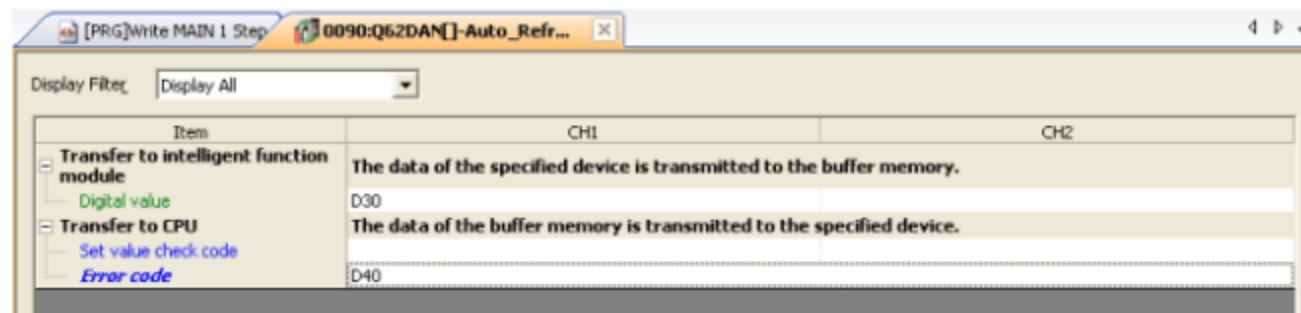 [PRG]Write MAIN 1 Step 0090:Q62DAN[]-Auto_Refr...
Display Filter Display All
Item CH1 CH2
Transfer to intelligent function module The data of the specified device is transmitted to the buffer memory.
Digital value D30
Transfer to CPU The data of the buffer memory is transmitted to the specified device.
Set value check code
Error code D40